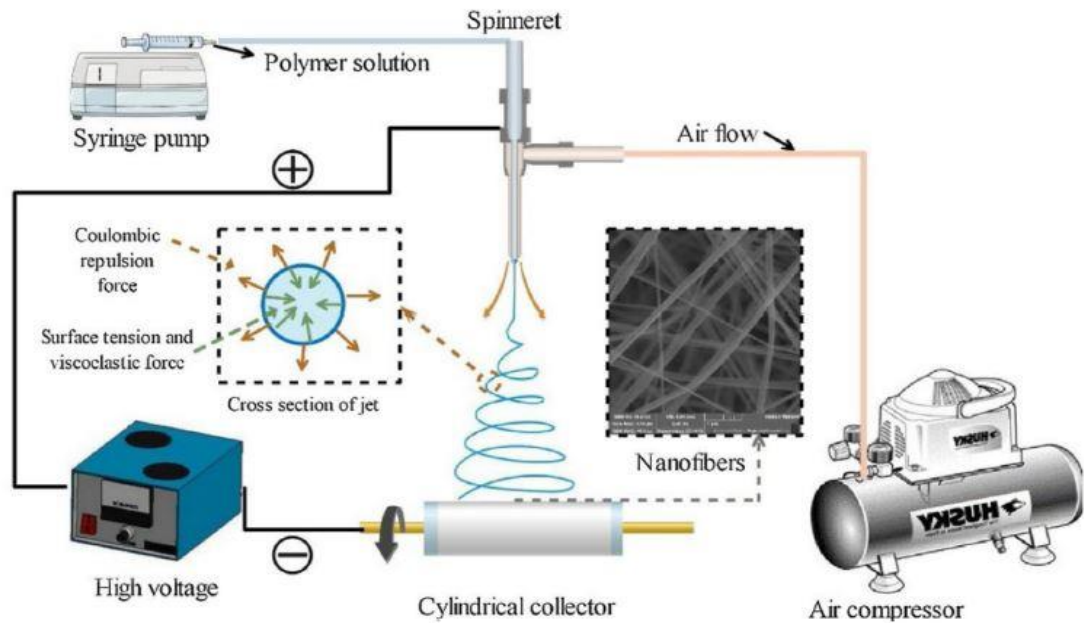 Spinneret
Polymer solution
Syringe pump
Air flow
+
Coulombic
repulsion
force
Surface tension and
viscoclastic force
Cross section of jet
Nanofibers
HUSKY
HUSKY
High voltage
−
Cylindrical collector
Air compressor